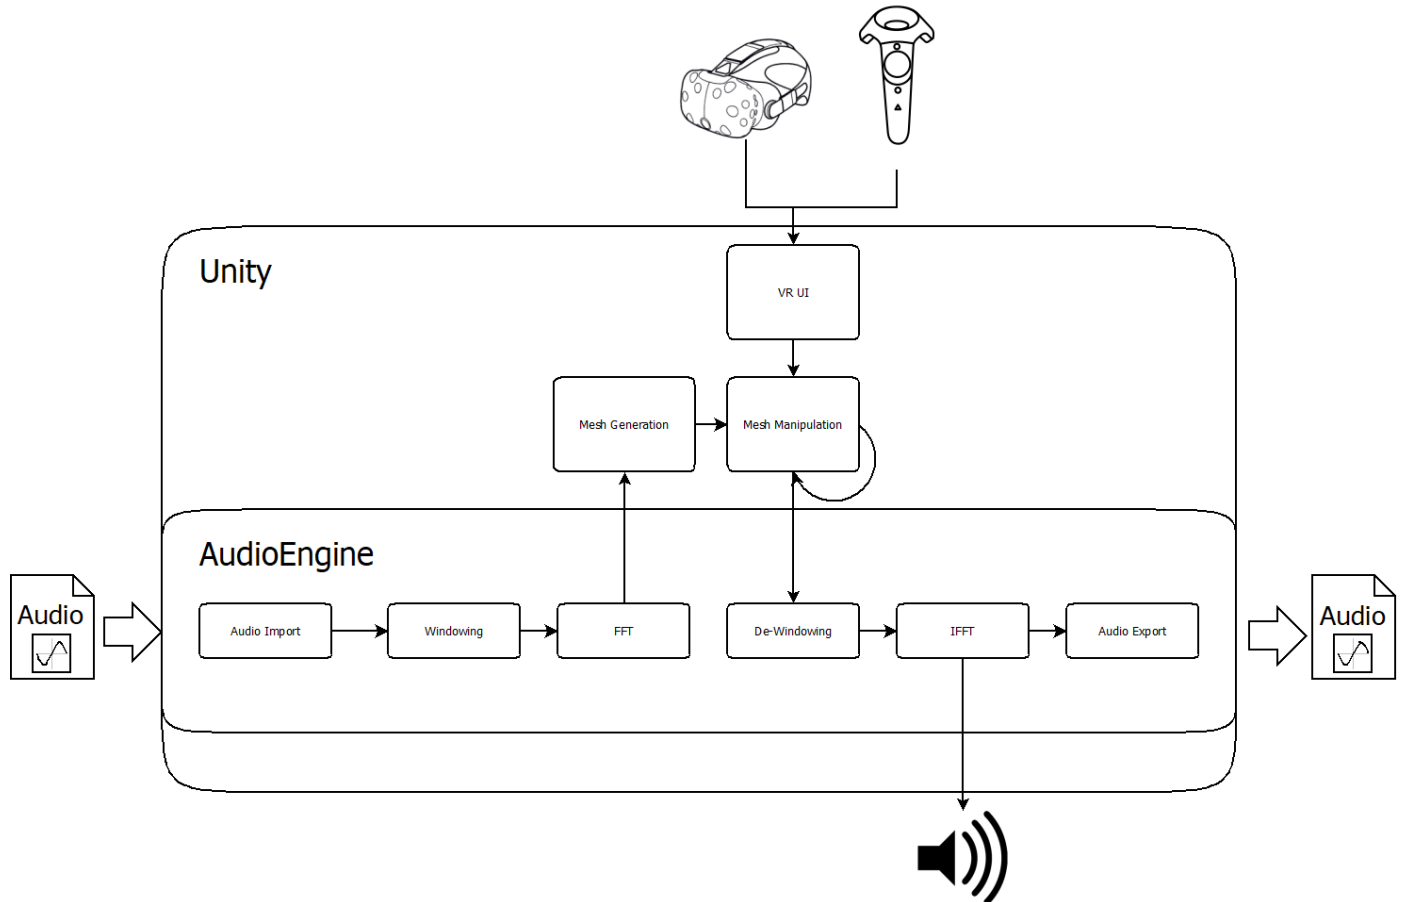 Unity
VR UI
Mesh Generation
Mesh Manipulation
AudioEngine
Audio
Audio Import
Windowing
FFT
De-Windowing
IFFT
Audio Export
Audio